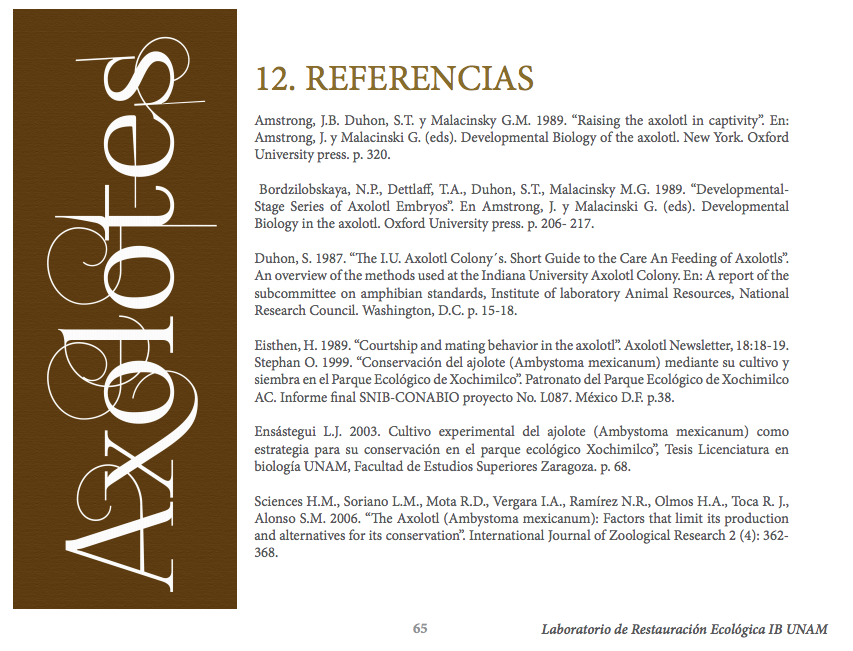 Axolotes
12. REFERENCIAS
Amstrong, J.B. Duhon, S.T. y Malacinsky G.M. 1989. “Raising the axolotl in captivity”. En:
Amstrong, J. y Malacinski G. (eds). Developmental Biology of the axolotl. New York. Oxford
University press. p. 320.
Bordzilobskaya, N.P., Dettlaff, T.A., Duhon, S.T., Malacinsky M.G. 1989. “Developmental-
Stage Series of Axolotl Embryos”. En Amstrong, J. y Malacinski G. (eds). Developmental
Biology in the axolotl. Oxford University press. p. 206- 217.
Duhon, S. 1987. “The I.U. Axolotl Colony´s. Short Guide to the Care An Feeding of Axolotls”.
An overview of the methods used at the Indiana University Axolotl Colony. En: A report of the
subcommittee on amphibian standards, Institute of laboratory Animal Resources, National
Research Council. Washington, D.C. p. 15-18.
Eisthen, H. 1989. “Courtship and mating behavior in the axolotl”. Axolotl Newsletter, 18:18-19.
Stephan O. 1999. “Conservación del ajolote (Ambystoma mexicanum) mediante su cultivo y
siembra en el Parque Ecológico de Xochimilco”. Patronato del Parque Ecológico de Xochimilco
AC. Informe final SNIB-CONABIO proyecto No. L087. México D.F. p.38.
Ensástegui L.J. 2003. Cultivo experimental del ajolote (Ambystoma mexicanum) como
estrategia para su conservación en el parque ecológico Xochimilco”, Tesis Licenciatura en
biología UNAM, Facultad de Estudios Superiores Zaragoza. p. 68.
Sciences H.M., Soriano L.M., Mota R.D., Vergara I.A., Ramírez N.R., Olmos H.A., Toca R. J.,
Alonso S.M. 2006. “The Axolotl (Ambystoma mexicanum): Factors that limit its production
and alternatives for its conservation”. International Journal of Zoological Research 2 (4): 362-
368.
65
Laboratorio de Restauración Ecológica IB UNAM